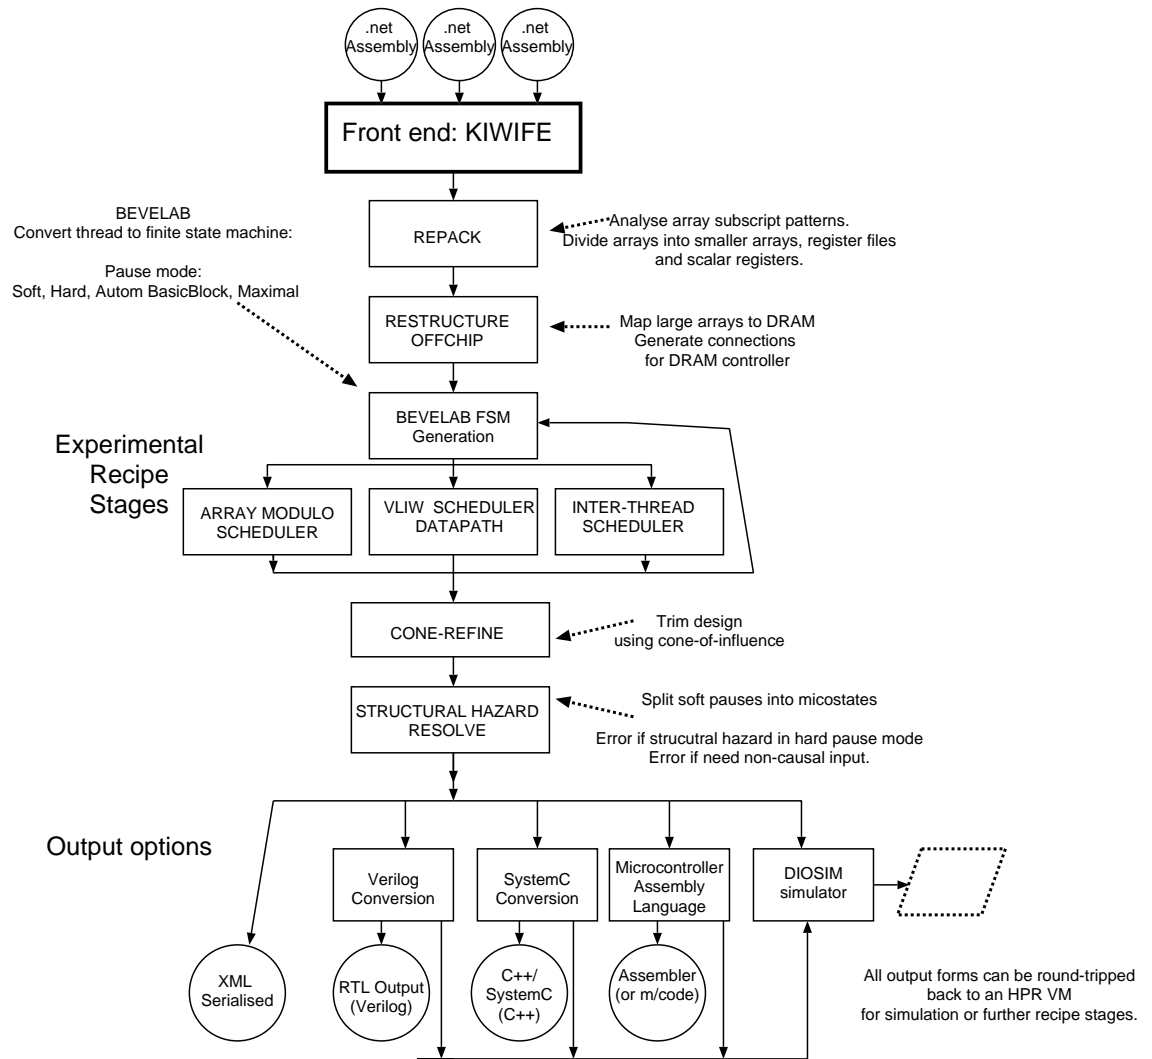 .net
Assembly
.net
Assembly
.net
Assembly
Front end: KIWIFE
BEVELAB
Convert thread to finite state machine:
Pause mode:
Soft, Hard, Autom BasicBlock, Maximal
REPACK
Analyse array subscript patterns.
Divide arrays into smaller arrays, register files
and scalar registers.
RESTRUCTURE
OFFCHIP
Map large arrays to DRAM
Generate connections
for DRAM controller
BEVELAB FSM
Generation
Experimental
Recipe
Stages
ARRAY MODULO
SCHEDULER
VLIW SCHEDULER
DATAPATH
INTER-THREAD
SCHEDULER
CONE-REFINE
Trim design
using cone-of-influence
STRUCTURAL HAZARD
RESOLVE
Split soft pauses into micostates
Error if strucutral hazard in hard pause mode
Error if need non-causal input.
Output options
Verilog
Conversion
SystemC
Conversion
Microcontroller
Assembly
Language
DIOSIM
simulator
XML
Serialised
RTL Output
(Verilog)
C++/
SystemC
(C++)
Assembler
(or m/code)
All output forms can be round-tripped
back to an HPR VM
for simulation or further recipe stages.